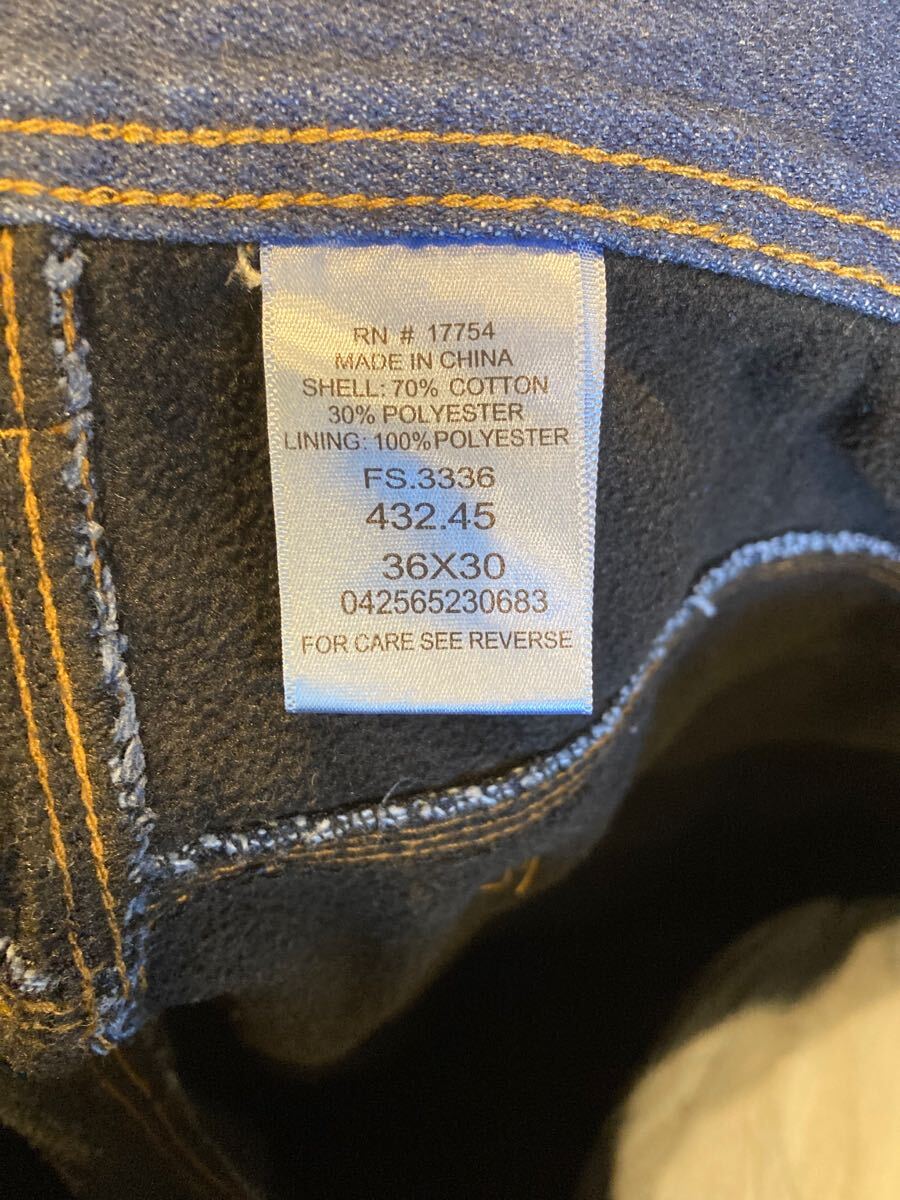 RN # 17754
MADE IN CHINA
SHELL: 70% COTTON
30% POLYESTER
LINING: 100%POLYESTER
FS.3336
432.45
36X30
042565230683
FOR CARE SEE REVERSE